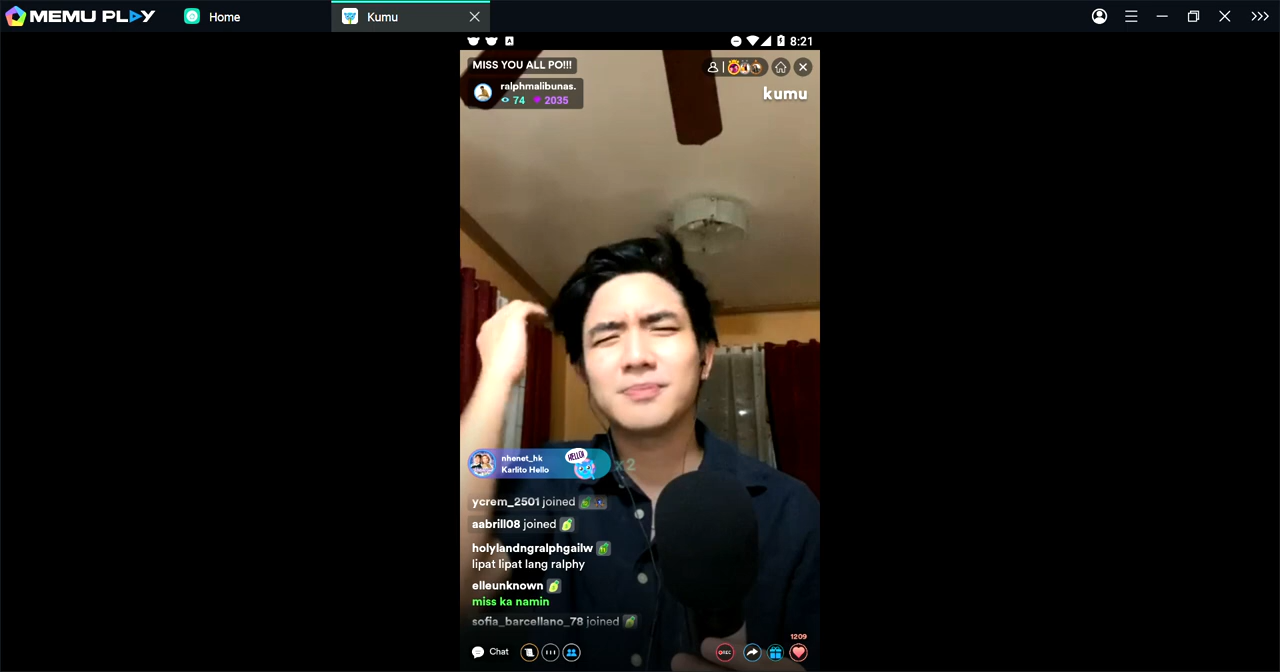 MEMU PLAY
Home
Kumu
A
8:21
MISS YOU ALL PO!!!
ralphmalibunas.
74 2035
kumu
nhenet_hk
Karlito Hello
HELLO!
x2
ycrem_2501 joined
aabrill08 joined
holylandngralphgailw
lipat lipat lang ralphy
elleunknown
miss ka namin
sofia_barcellano_78 joined
1209
Chat
REC